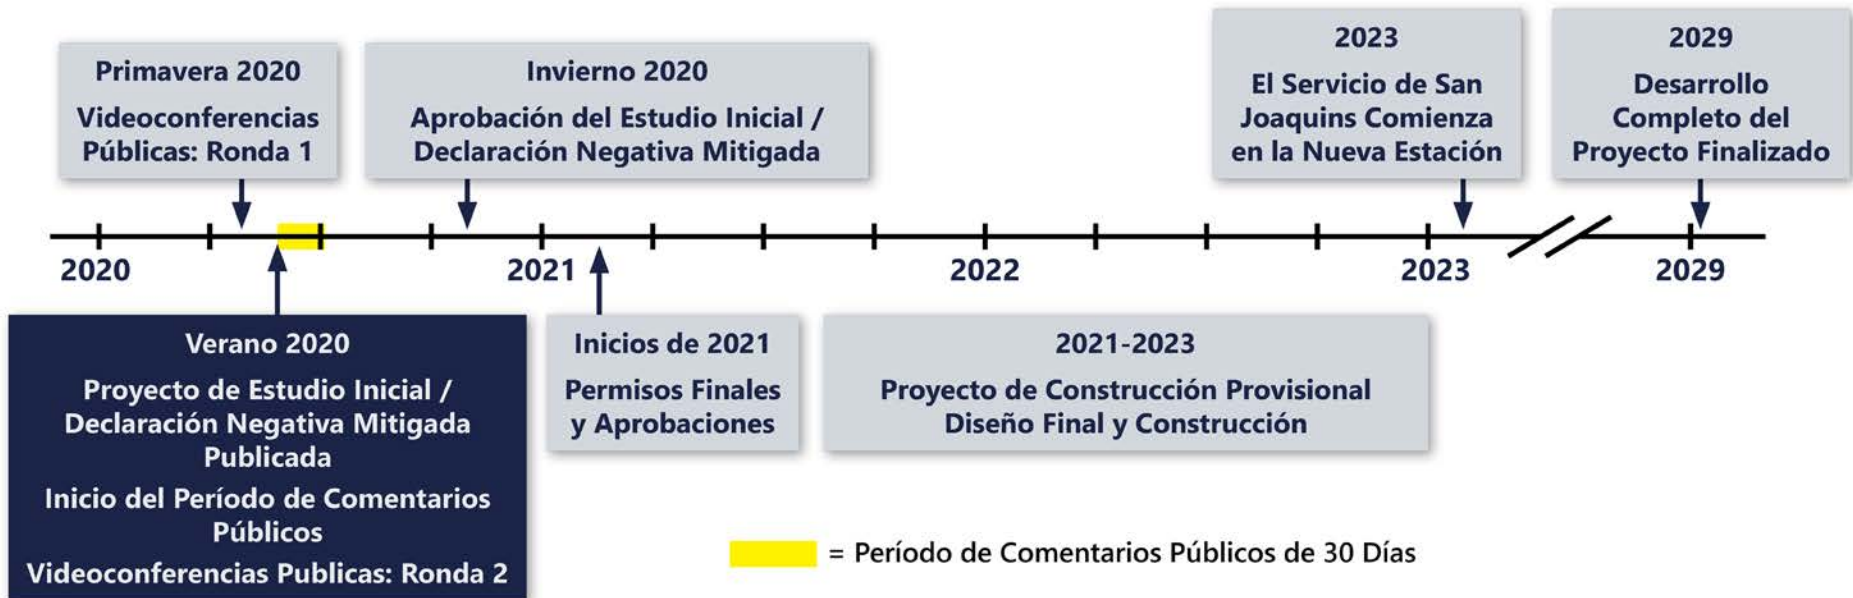 Primavera 2020
Videoconferencias
Públicas: Ronda 1
Invierno 2020
Aprobación del Estudio Inicial /
Declaración Negativa Mitigada
2023
El Servicio de San
Joaquins Comienza
en la Nueva Estación
2029
Desarrollo
Completo del
Proyecto Finalizado
2020
2021
2022
2023
2029
Verano 2020
Proyecto de Estudio Inicial /
Declaración Negativa Mitigada
Publicada
Inicio del Período de Comentarios
Públicos
Videoconferencias Publicas: Ronda 2
Inicios de 2021
Permisos Finales
y Aprobaciones
2021-2023
Proyecto de Construcción Provisional
Diseño Final y Construcción
= Período de Comentarios Públicos de 30 Días